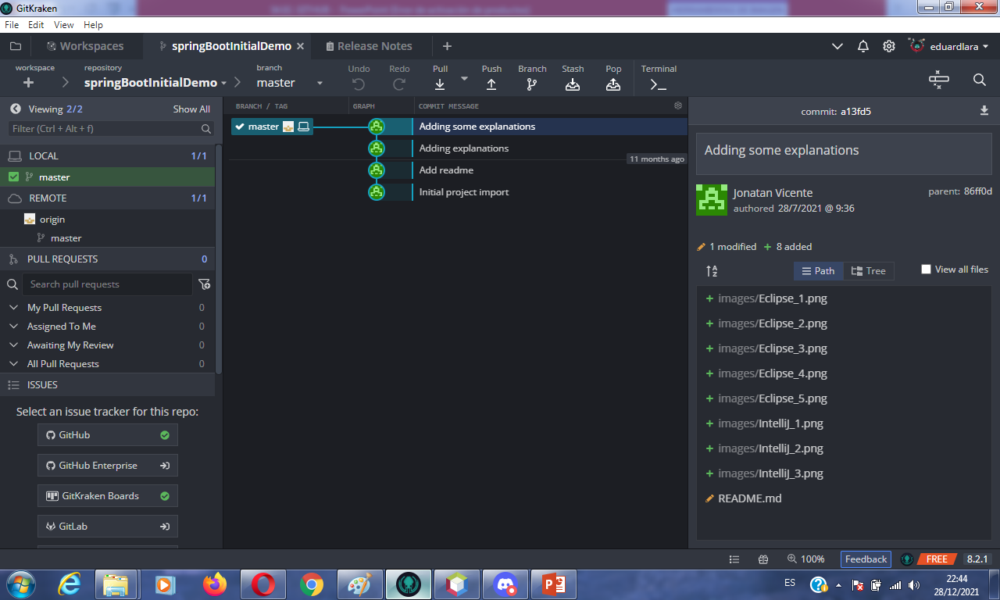 GitKraken
File Edit View Help
Workspaces
springBootInitialDemo
Release Notes
eduardlara
workspace
repository
springBootInitialDemo
branch
master
Undo
Redo
Pull
Push
Branch
Stash
Pop
Terminal
Viewing 2/2
Show All
Filter (Ctrl + Alt + f)
LOCAL 1/1
master
REMOTE 1/1
origin
master
PULL REQUESTS 0
Search pull requests
My Pull Requests 0
Assigned To Me 0
Awaiting My Review 0
All Pull Requests 0
ISSUES
Select an issue tracker for this repo:
GitHub
GitHub Enterprise
GitKraken Boards
GitLab
BRANCH / TAG GRAPH COMMIT MESSAGE
master Adding some explanations
Adding explanations
11 months ago
Add readme
Initial project import
commit: a13fd5
Adding some explanations
Jonatan Vicente
authored 28/7/2021 @ 9:36
parent: 86ff0d
1 modified + 8 added
Path
Tree
View all files
+ images/Eclipse_1.png
+ images/Eclipse_2.png
+ images/Eclipse_3.png
+ images/Eclipse_4.png
+ images/Eclipse_5.png
+ images/IntelliJ_1.png
+ images/IntelliJ_2.png
+ images/IntelliJ_3.png
README.md
100%
Feedback
FREE
8.2.1
ES
22:44
28/12/2021